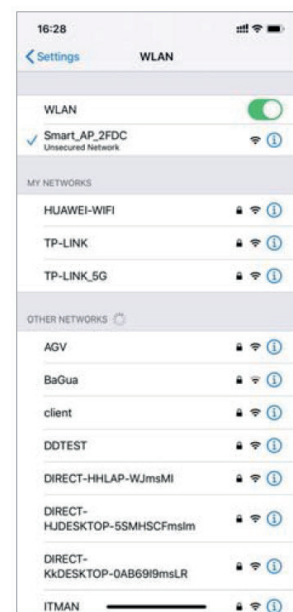 16:28
Settings
WLAN
WLAN
Smart_AP_2FDC
Unsecured Network
MY NETWORKS
HUAWEI-WIFI
TP-LINK
TP-LINK_5G
OTHER NETWORKS
AGV
BaGua
client
DDTEST
DIRECT-HHLAP-WJmsMI
DIRECT-
HJDESKTOP-5SMHSCFmsIm
DIRECT-
KkDESKTOP-0AB69I9msLR
ITMAN